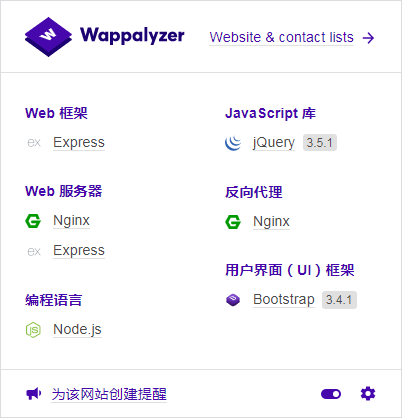 Wappalyzer
Website & contact lists
Web 框架
Express
Web 服务器
Nginx
Express
编程语言
Node.js
JavaScript 库
jQuery 3.5.1
反向代理
Nginx
用户界面（UI）框架
Bootstrap 3.4.1
为该网站创建提醒